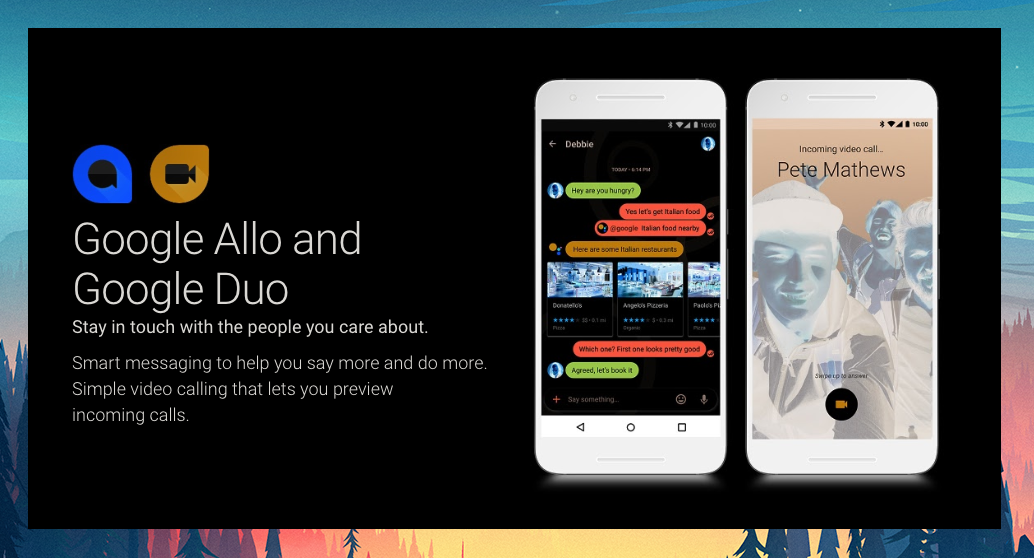 Google Allo and
Google Duo
Stay in touch with the people you care about.
Smart messaging to help you say more and do more.
Simple video calling that lets you preview
incoming calls.
10:00
Debbie
TODAY • 6:14 PM
Hey are you hungry?
Yes let's get Italian food
@google Italian food nearby
Here are some Italian restaurants
Donatello's
Angelo's Pizzeria
Paolo's Pi
Pizza
Organic
Pizza
Which one? First one looks pretty good
Agreed, let's book it
Say something...
10:00
Incoming video call...
Pete Mathews
Swipe up to answer